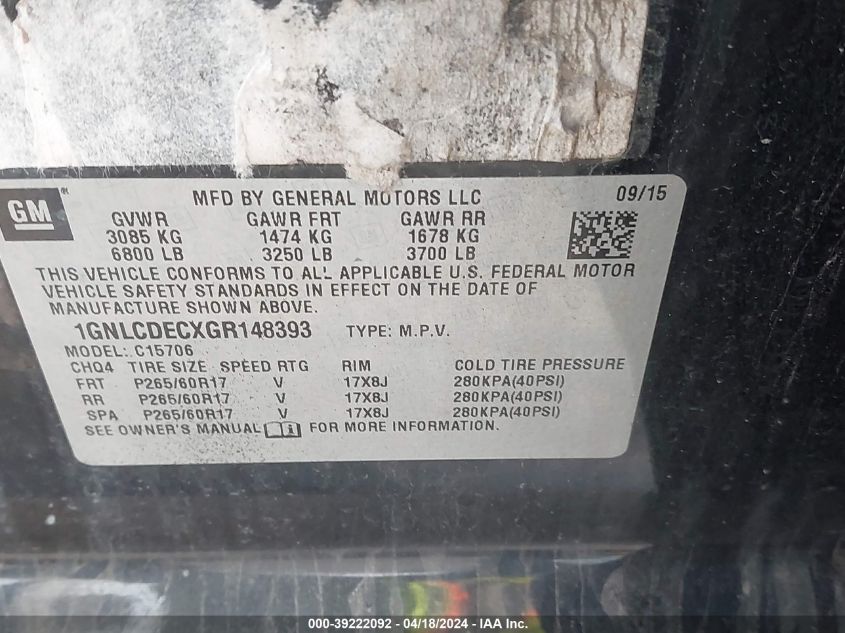 GM
MFD BY GENERAL MOTORS LLC 09/15
GVWR GAWR FRT GAWR RR
3085 KG 1474 KG 1678 KG
6800 LB 3250 LB 3700 LB
THIS VEHICLE CONFORMS TO ALL APPLICABLE U.S. FEDERAL MOTOR
VEHICLE SAFETY STANDARDS IN EFFECT ON THE DATE OF
MANUFACTURE SHOWN ABOVE.
1GNLCDECXGR148393 TYPE: M.P.V.
MODEL: C15706
CHQ4 TIRE SIZE SPEED RTG RIM COLD TIRE PRESSURE
FRT P265/60R17 V 17X8J 280KPA(40PSI)
RR P265/60R17 V 17X8J 280KPA(40PSI)
SPA P265/60R17 V 17X8J 280KPA(40PSI)
SEE OWNER'S MANUAL FOR MORE INFORMATION.
000-39222092 - 04/18/2024 - IAA Inc.